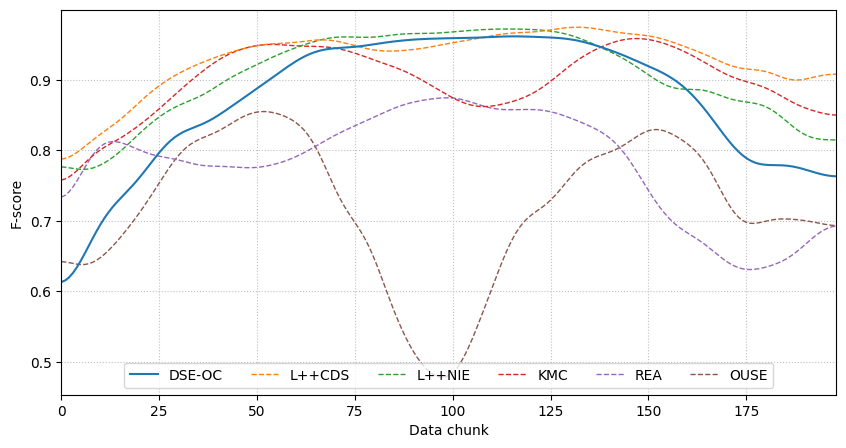 F-score
0.9
0.8
0.7
0.6
0.5
DSE-OC L++CDS L++NIE KMC REA OUSE
0 25 50 75 100 125 150 175
Data chunk